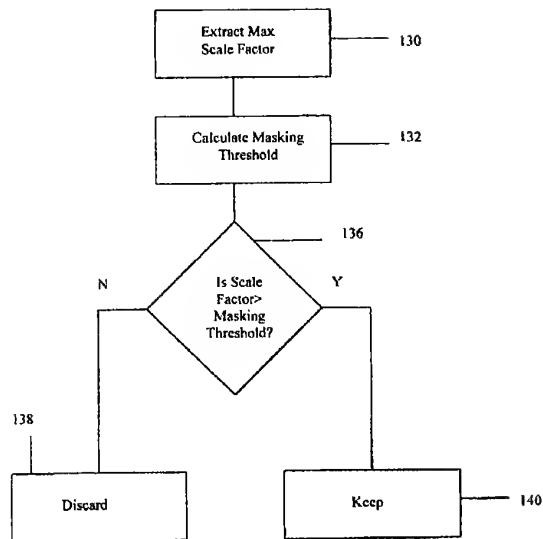 Extract Max
Scale Factor
130
Calculate Masking
Threshold
132
136
N
Is Scale
Factor>
Masking
Threshold?
Y
138
Discard
Keep
140